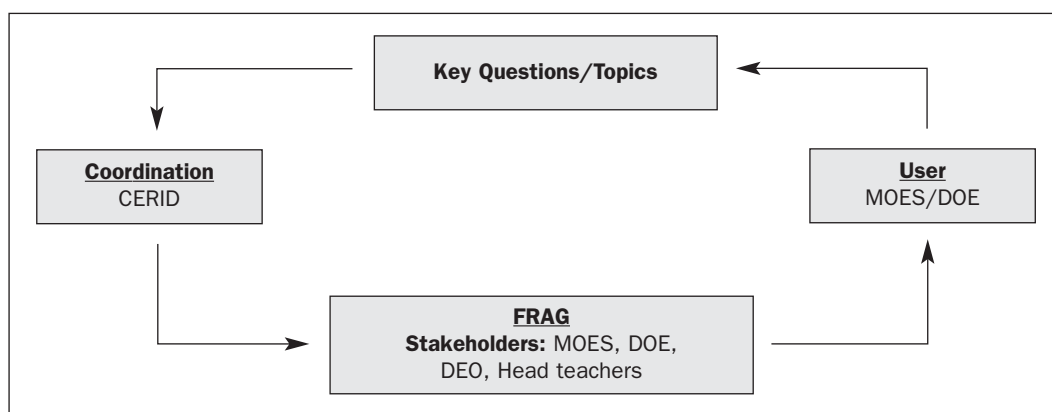 Key Questions/Topics
Coordination
CERID
User
MOES/DOE
FRAG
Stakeholders: MOES, DOE,
DEO, Head teachers